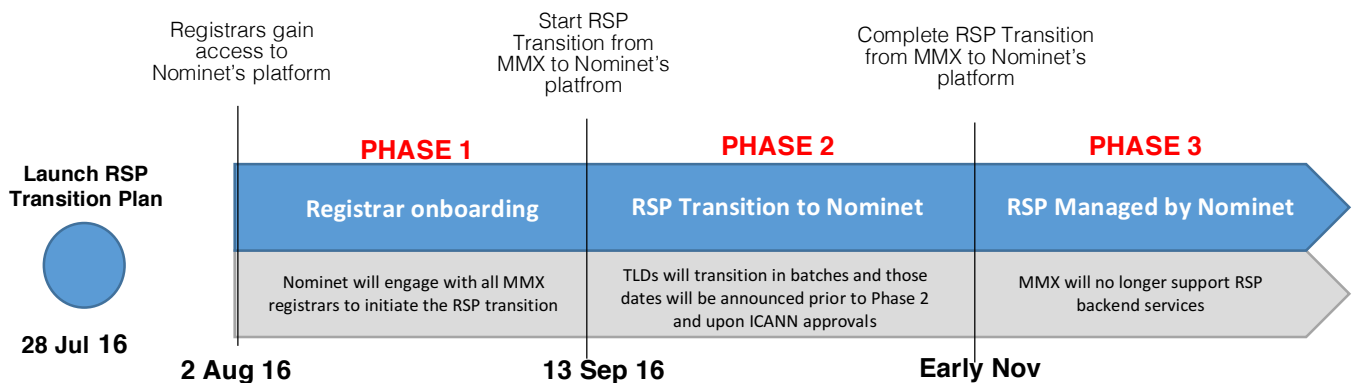 Registrars gain
access to
Nominet's platform
Start RSP
Transition from
MMX to Nominet's
platfrom
Complete RSP Transition
from MMX to Nominet's
platform
PHASE 1
PHASE 2
PHASE 3
Launch RSP
Transition Plan
Registrar onboarding
RSP Transition to Nominet
RSP Managed by Nominet
Nominet will engage with all MMX
registrars to initiate the RSP transition
TLDs will transition in batches and those
dates will be announced prior to Phase 2
and upon ICANN approvals
MMX will no longer support RSP
backend services
28 Jul 16
2 Aug 16
13 Sep 16
Early Nov